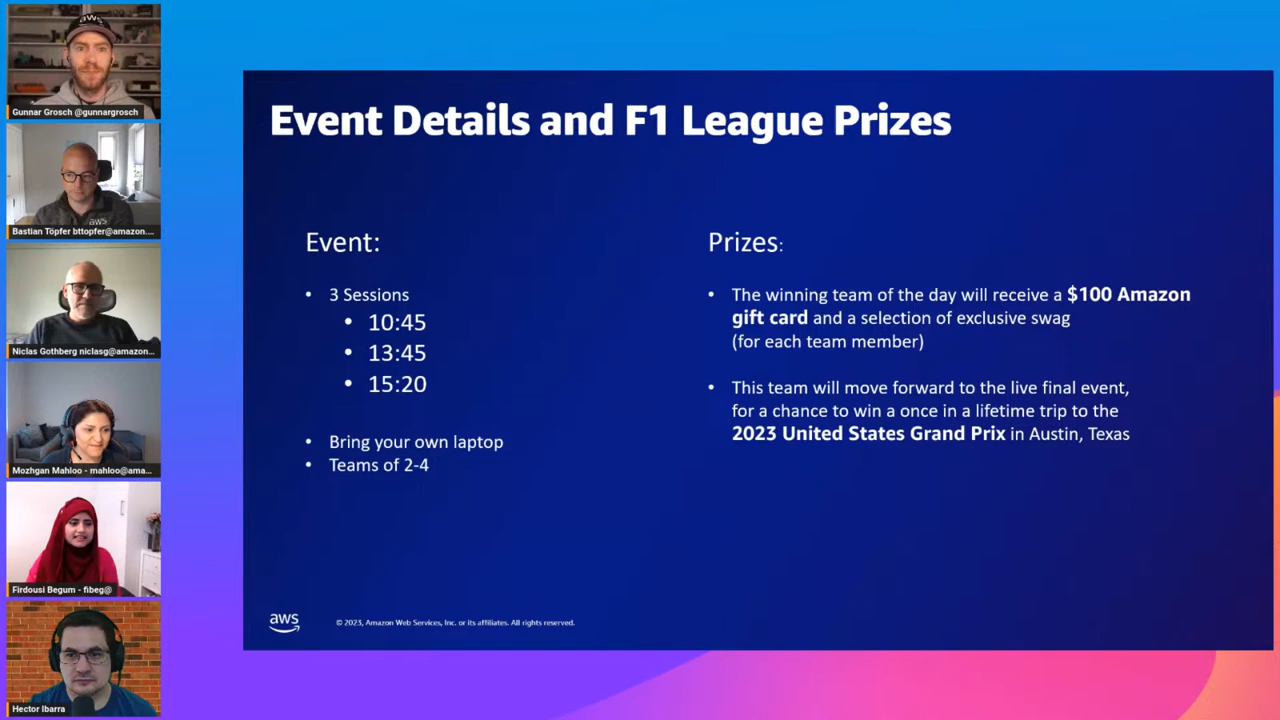 aws
Gunnar Grosch @gunnargrosch
aws
Bastian Töpfer bttopfer@amazon....
Niclas Gothberg niclasg@amazon...
Mozhgan Mahloo - mahloo@ama...
Firdousi Begum - fibeg@
Hector Ibarra
Event Details and F1 League Prizes
Event:
• 3 Sessions
• 10:45
• 13:45
• 15:20
• Bring your own laptop
• Teams of 2-4
Prizes:
• The winning team of the day will receive a $100 Amazon
gift card and a selection of exclusive swag
(for each team member)
• This team will move forward to the live final event,
for a chance to win a once in a lifetime trip to the
2023 United States Grand Prix in Austin, Texas
aws
© 2023, Amazon Web Services, Inc. or its affiliates. All rights reserved.